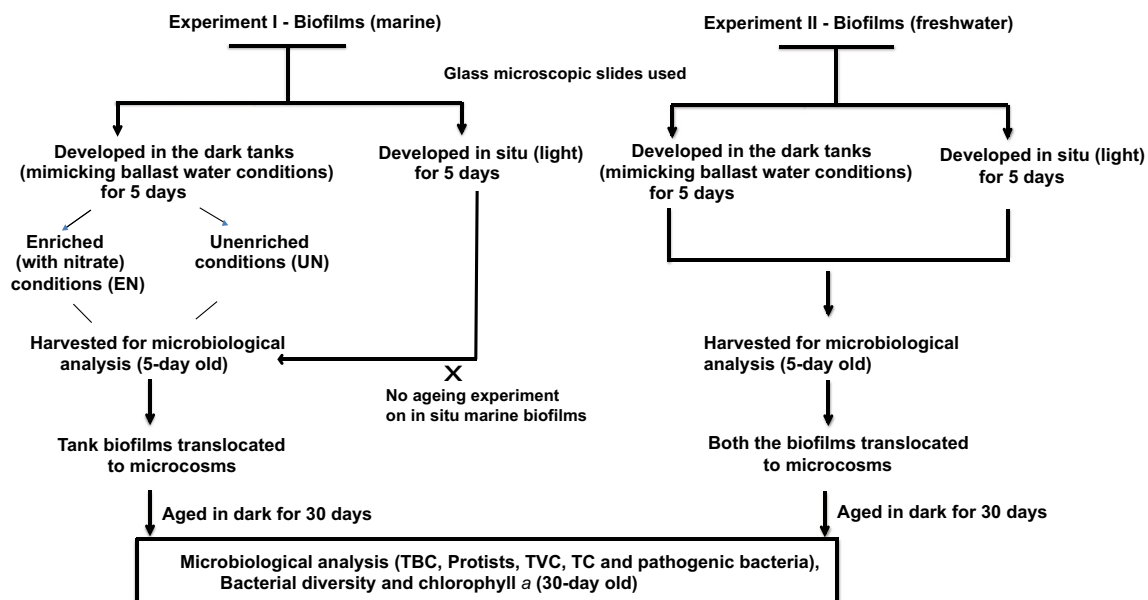 Experiment I - Biofilms (marine)
Experiment II - Biofilms (freshwater)
Glass microscopic slides used
Developed in the dark tanks
(mimicking ballast water conditions)
for 5 days
Developed in situ (light)
for 5 days
Developed in the dark tanks
(mimicking ballast water conditions)
for 5 days
Developed in situ (light)
for 5 days
Enriched
(with nitrate)
conditions (EN)
Unenriched
conditions (UN)
Harvested for microbiological
analysis (5-day old)
X
No ageing experiment
on in situ marine biofilms
Harvested for microbiological
analysis (5-day old)
Tank biofilms translocated
to microcosms
Both the biofilms translocated
to microcosms
Aged in dark for 30 days
Aged in dark for 30 days
Microbiological analysis (TBC, Protists, TVC, TC and pathogenic bacteria),
Bacterial diversity and chlorophyll a (30-day old)